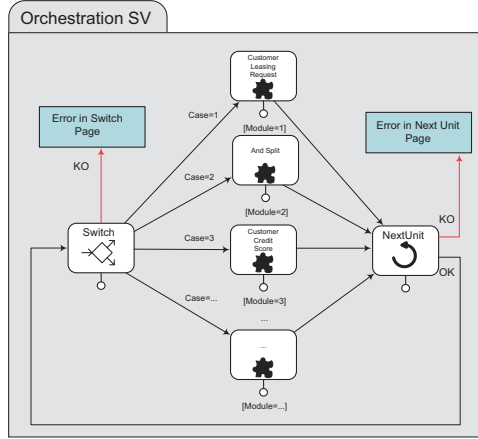 Orchestration SV
Customer
Leasing
Request
Error in Switch
Page
Case=1
[Module=1]
Error in Next Unit
Page
KO
And Split
Case=2
KO
[Module=2]
Switch
Case=3
Customer
Credit
Score
NextUnit
OK
Case=...
[Module=3]
...
...
[Module=...]